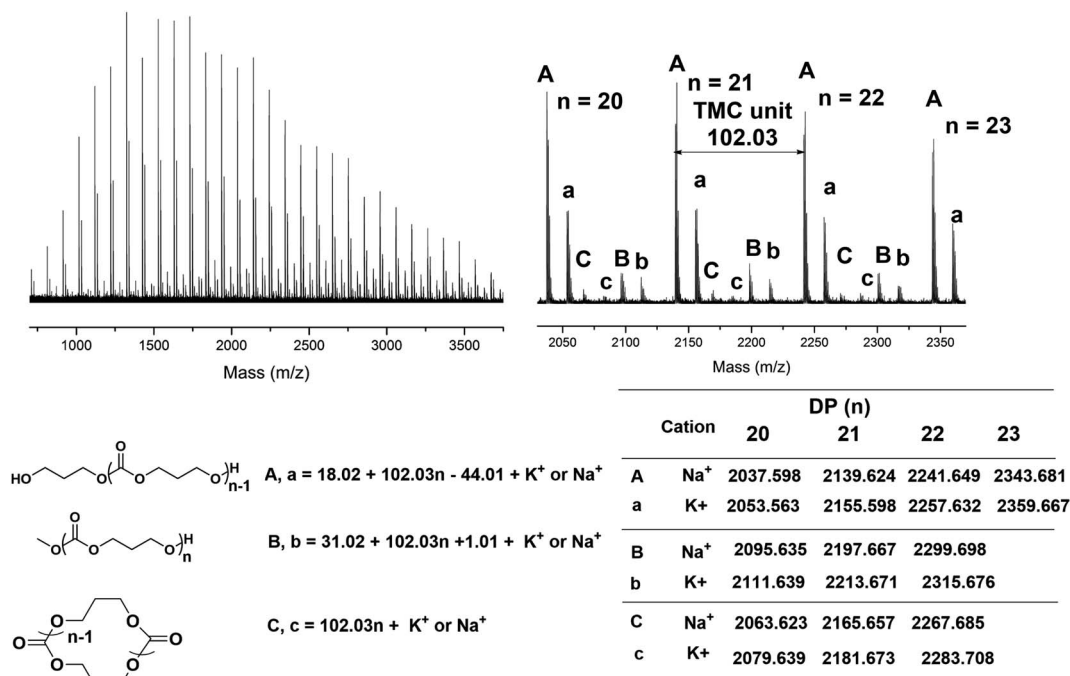 A
n = 20
A
n = 21
A
n = 22
A
n = 23
TMC unit
102.03
a
a
a
a
C
c
B b
C
c
B b
C
c
B b
1000 1500 2000 2500 3000 3500
Mass (m/z)
2050 2100 2150 2200 2250 2300 2350
Mass (m/z)
HO O O O O H n-1
A, a = 18.02 + 102.03n - 44.01 + K+ or Na+
O O O O H n
B, b = 31.02 + 102.03n +1.01 + K+ or Na+
O O n-1 O O O O
C, c = 102.03n + K+ or Na+
DP (n)
Cation 20 21 22 23
A Na+ 2037.598 2139.624 2241.649 2343.681
a K+ 2053.563 2155.598 2257.632 2359.667
B Na+ 2095.635 2197.667 2299.698
b K+ 2111.639 2213.671 2315.676
C Na+ 2063.623 2165.657 2267.685
c K+ 2079.639 2181.673 2283.708